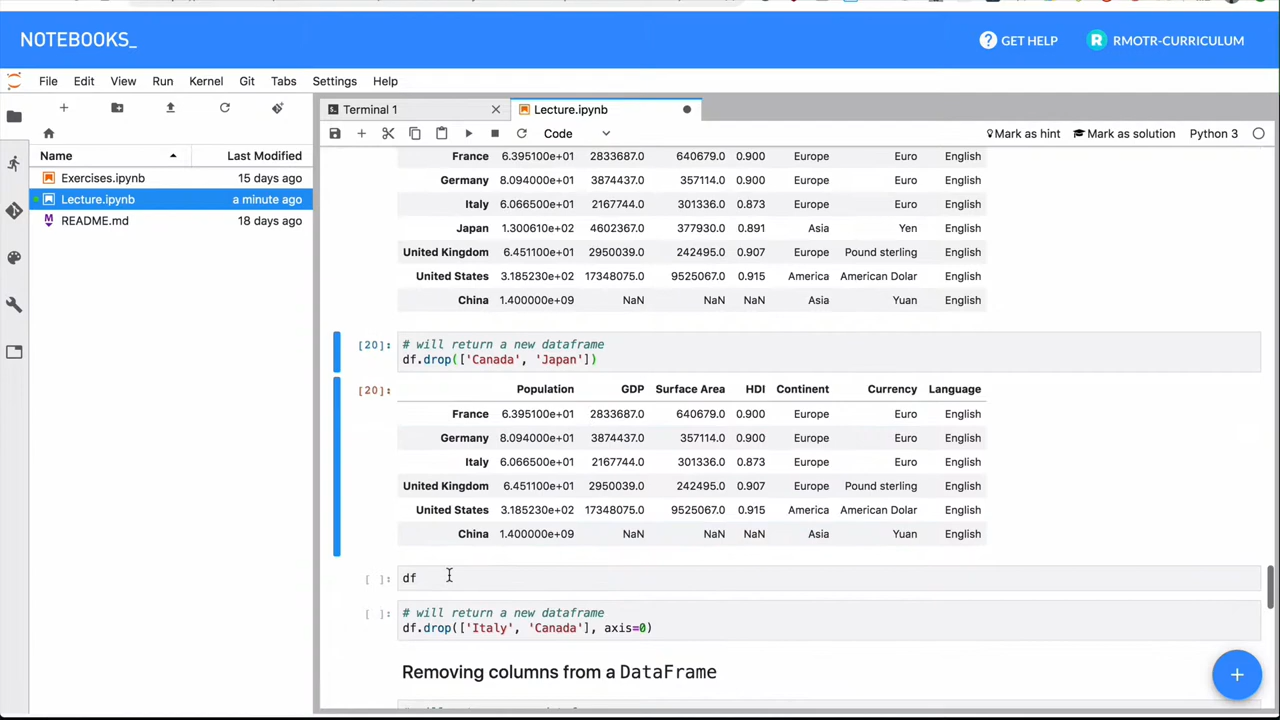 NOTEBOOKS_
GET HELP
R RMOTR-CURRICULUM
File Edit View Run Kernel Git Tabs Settings Help
Terminal 1
Lecture.ipynb
Code
Mark as hint
Mark as solution
Python 3
Name Last Modified
Exercises.ipynb 15 days ago
Lecture.ipynb a minute ago
README.md 18 days ago
France 6.395100e+01 2833687.0 640679.0 0.900 Europe Euro English
Germany 8.094000e+01 3874437.0 357114.0 0.900 Europe Euro English
Italy 6.066500e+01 2167744.0 301336.0 0.873 Europe Euro English
Japan 1.300610e+02 4602367.0 377930.0 0.891 Asia Yen English
United Kingdom 6.451100e+01 2950039.0 242495.0 0.907 Europe Pound sterling English
United States 3.185230e+02 17348075.0 9525067.0 0.915 America American Dolar English
China 1.400000e+09 NaN NaN NaN Asia Yuan English
[20]: # will return a new dataframe
df.drop(['Canada', 'Japan'])
[20]: Population GDP Surface Area HDI Continent Currency Language
France 6.395100e+01 2833687.0 640679.0 0.900 Europe Euro English
Germany 8.094000e+01 3874437.0 357114.0 0.900 Europe Euro English
Italy 6.066500e+01 2167744.0 301336.0 0.873 Europe Euro English
United Kingdom 6.451100e+01 2950039.0 242495.0 0.907 Europe Pound sterling English
United States 3.185230e+02 17348075.0 9525067.0 0.915 America American Dolar English
China 1.400000e+09 NaN NaN NaN Asia Yuan English
[ ]: df
[ ]: # will return a new dataframe
df.drop(['Italy', 'Canada'], axis=0)
Removing columns from a DataFrame